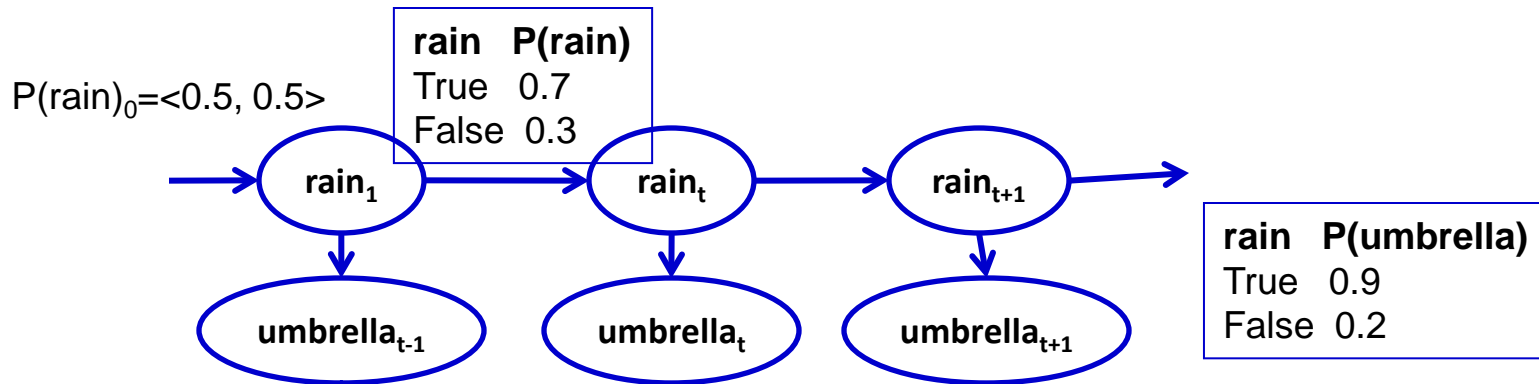 rain P(rain)
True 0.7
False 0.3
P(rain)₀=<0.5, 0.5>
rain₁
rainₜ
rainₜ₊₁
rain P(umbrella)
True 0.9
False 0.2
umbrellaₜ₋₁
umbrellaₜ
umbrellaₜ₊₁